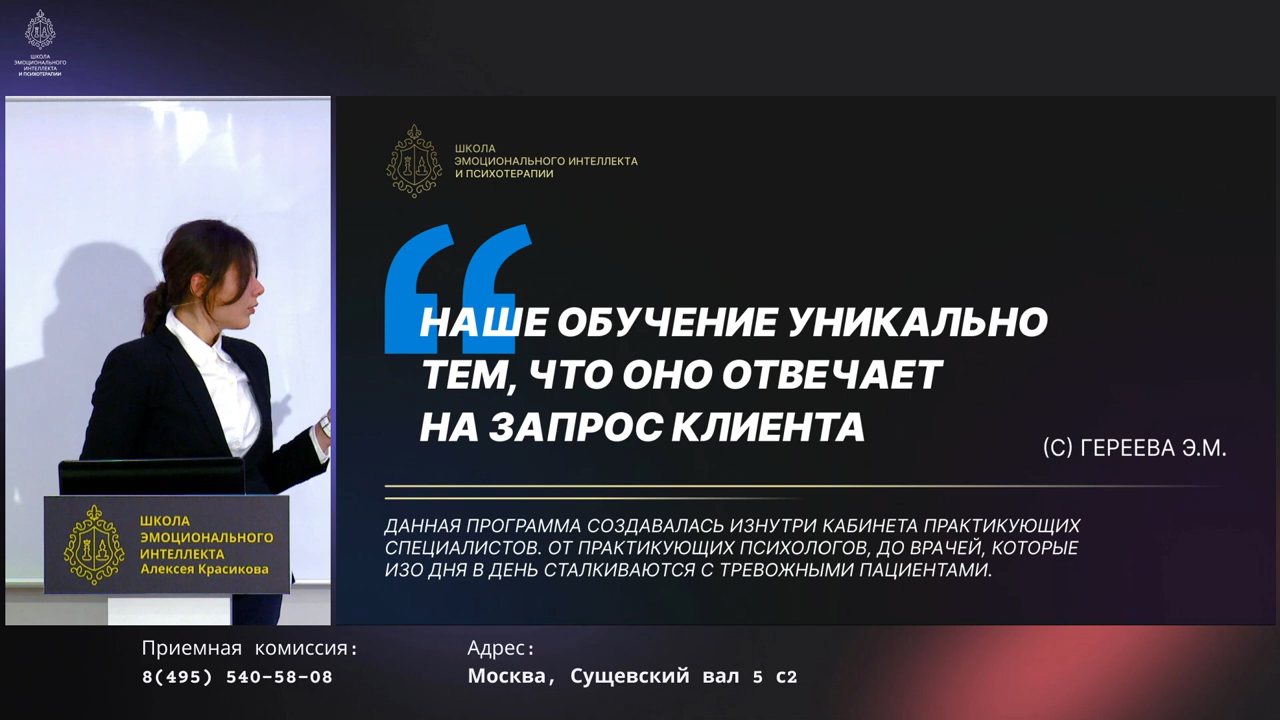 ШКОЛА
ЭМОЦИОНАЛЬНОГО
ИНТЕЛЛЕКТА
И ПСИХОТЕРАПИИ
ШКОЛА
ЭМОЦИОНАЛЬНОГО ИНТЕЛЛЕКТА
И ПСИХОТЕРАПИИ
НАШЕ ОБУЧЕНИЕ УНИКАЛЬНО
ТЕМ, ЧТО ОНО ОТВЕЧАЕТ
НА ЗАПРОС КЛИЕНТА
(С) ГЕРЕЕВА Э.М.
ДАННАЯ ПРОГРАММА СОЗДАВАЛАСЬ ИЗНУТРИ КАБИНЕТА ПРАКТИКУЮЩИХ
СПЕЦИАЛИСТОВ. ОТ ПРАКТИКУЮЩИХ ПСИХОЛОГОВ, ДО ВРАЧЕЙ, КОТОРЫЕ
ИЗО ДНЯ В ДЕНЬ СТАЛКИВАЮТСЯ С ТРЕВОЖНЫМИ ПАЦИЕНТАМИ.
ШКОЛА
ЭМОЦИОНАЛЬНОГО
ИНТЕЛЛЕКТА
Алексея Красикова
Приемная комиссия:
8(495) 540-58-08
Адрес:
Москва, Сущевский вал 5 с2